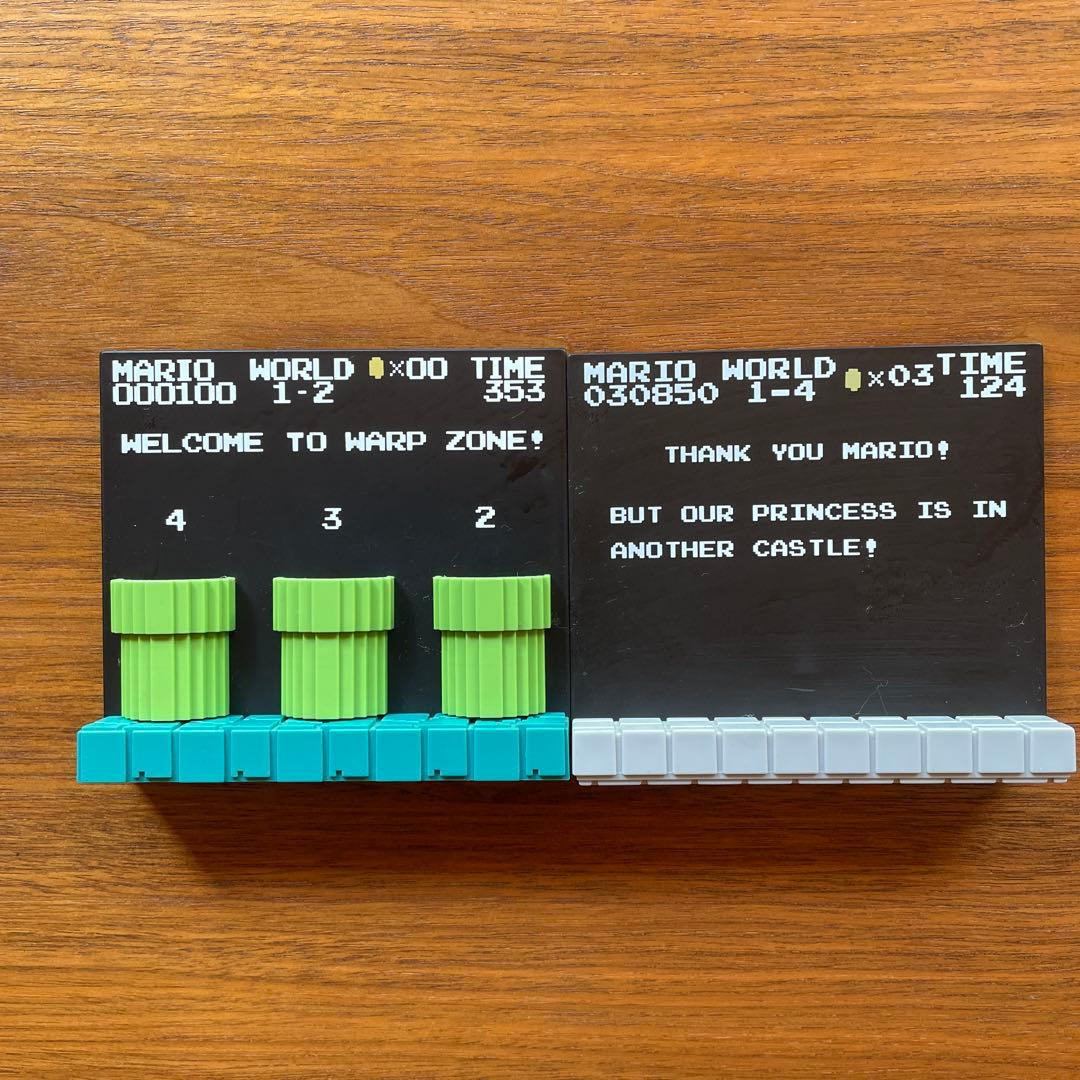 MARIO WORLD ×00 TIME
000100 1-2 353
WELCOME TO WARP ZONE!
4 3 2
MARIO WORLD ×03 TIME
030850 1-4 124
THANK YOU MARIO!
BUT OUR PRINCESS IS IN
ANOTHER CASTLE!